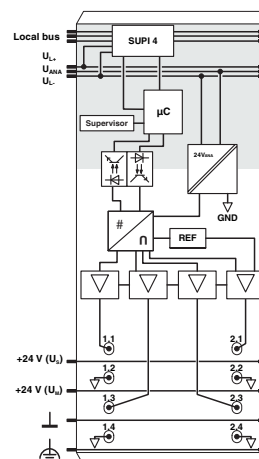 Local bus
SUPI 4
UL+
UANA
UL-
µC
Supervisor
24VANA
GND
#
REF
1.1 2.1
+24 V (US)
1.2 2.2
+24 V (UM)
1.3 2.3
1.4 2.4